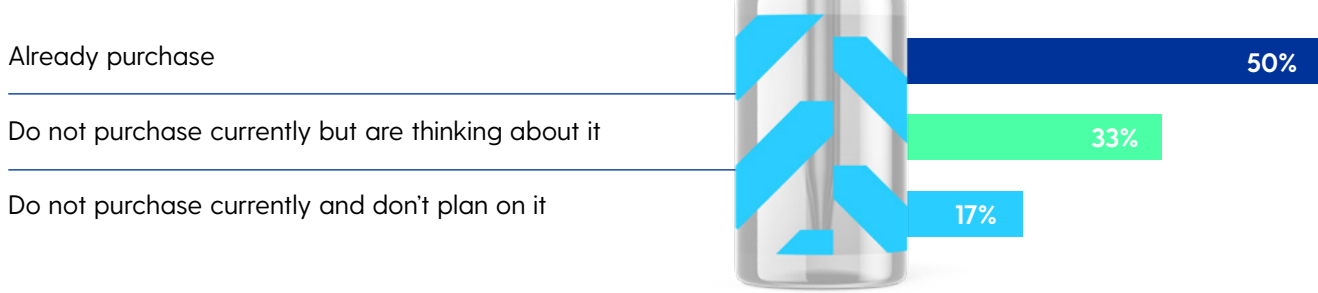 Already purchase
50%
Do not purchase currently but are thinking about it
33%
Do not purchase currently and don't plan on it
17%